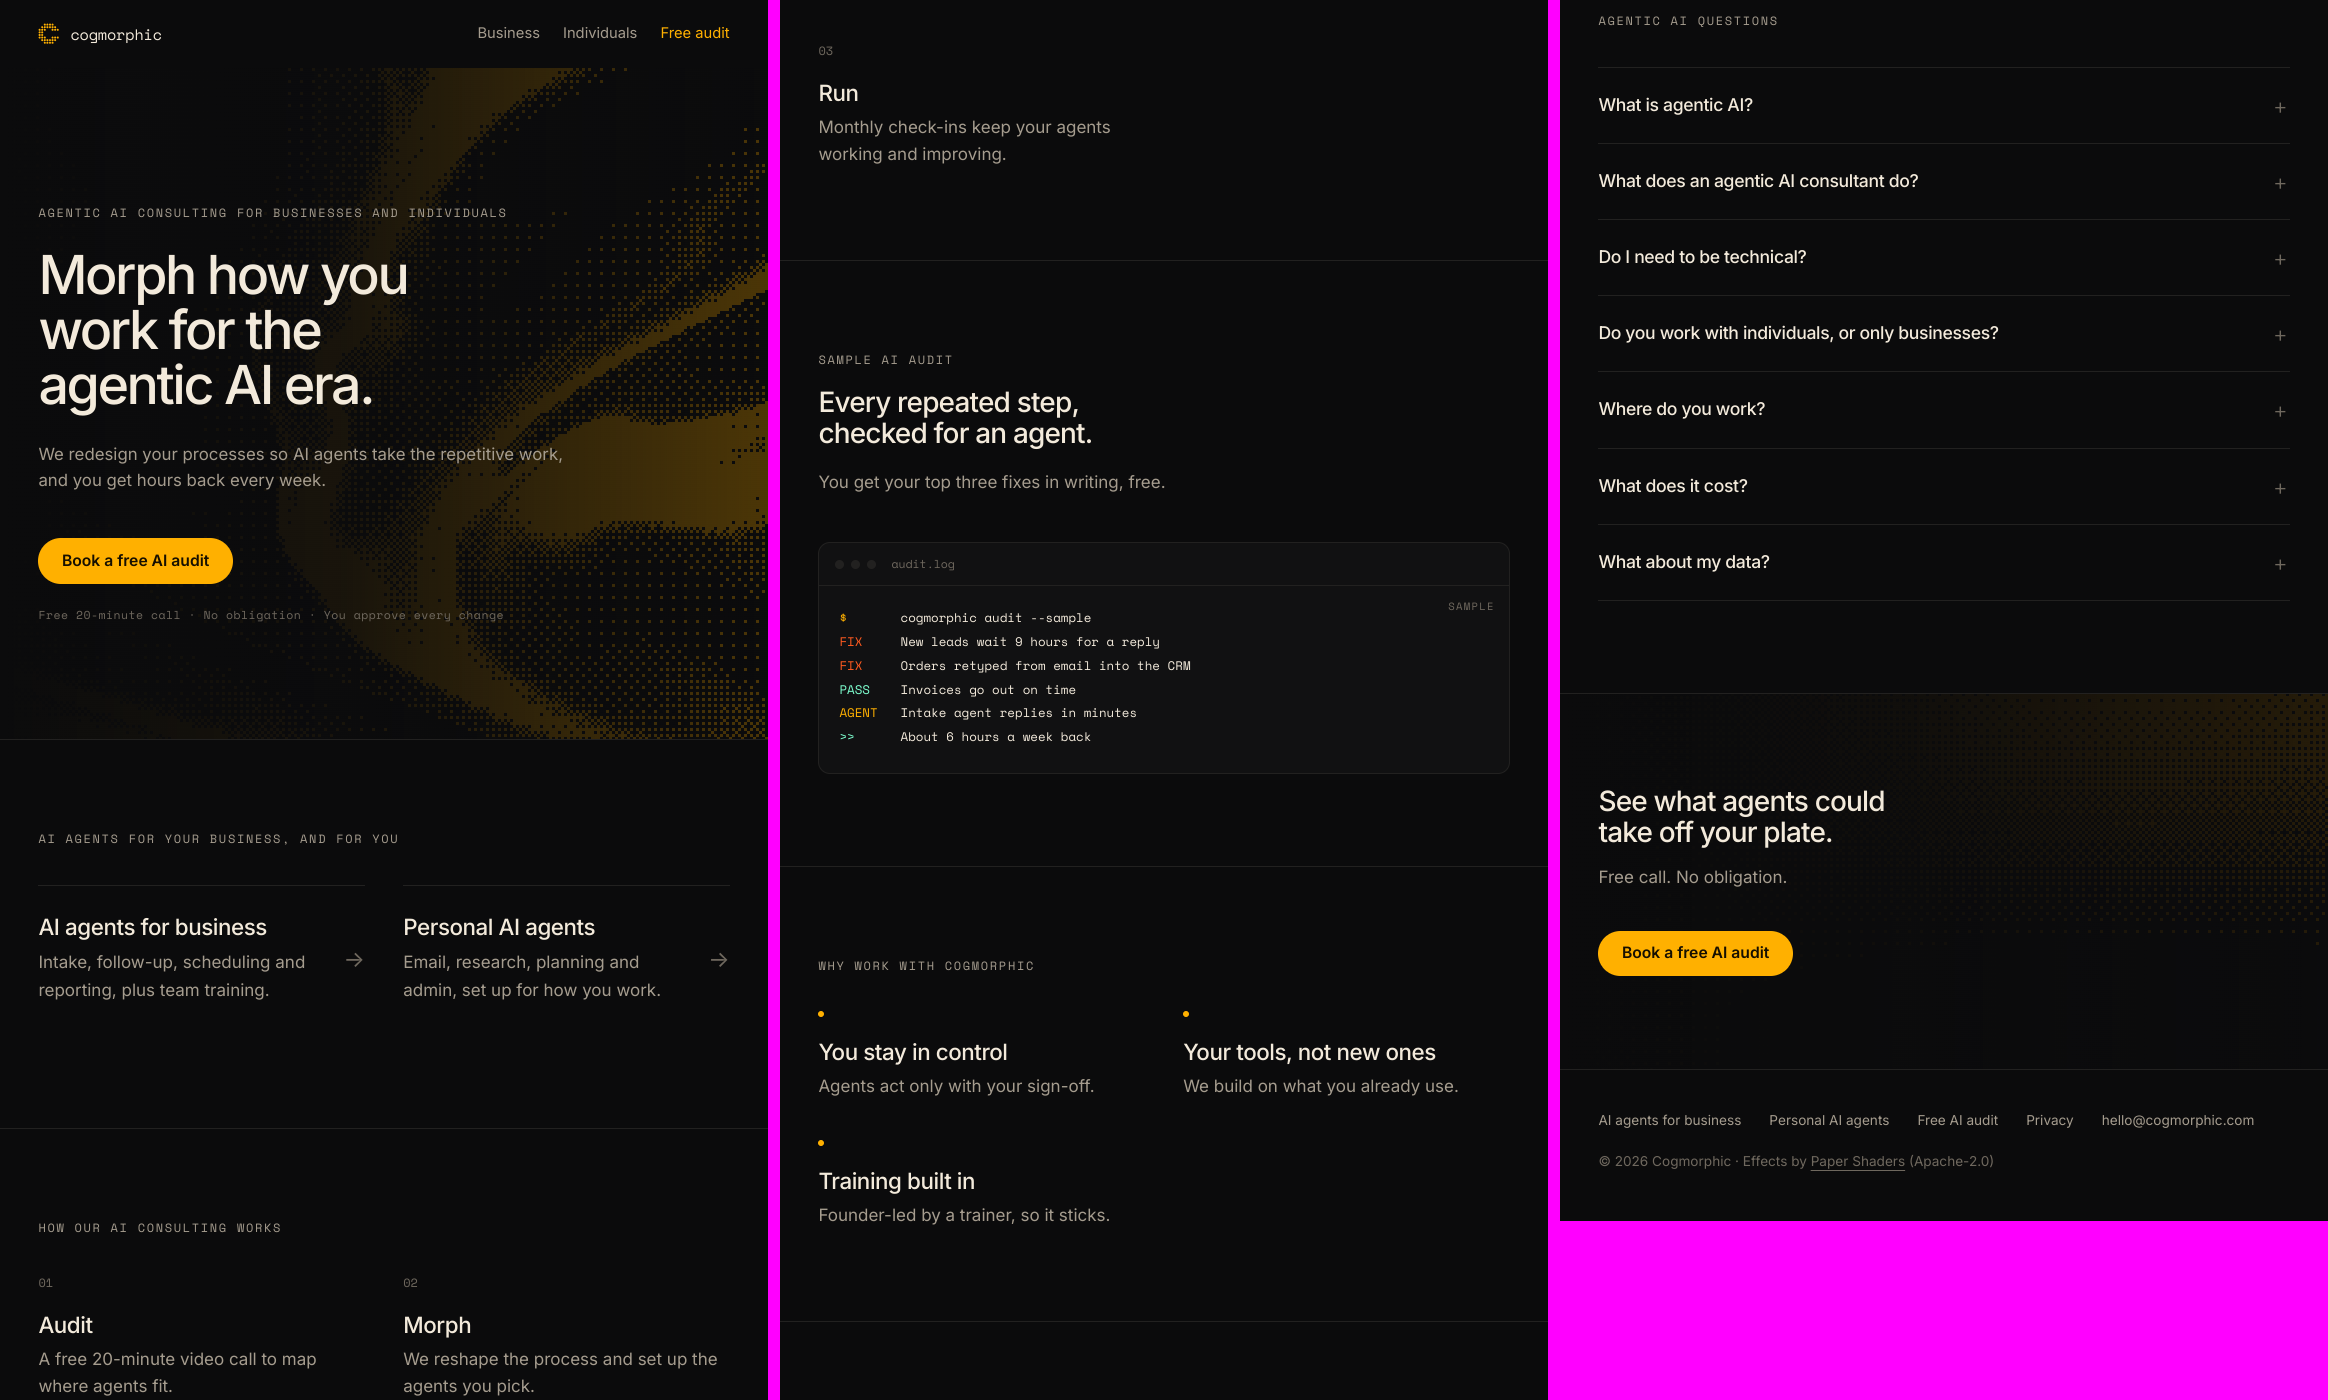 cogmorphic
Business Individuals Free audit
AGENTIC AI CONSULTING FOR BUSINESSES AND INDIVIDUALS
Morph how you
work for the
agentic AI era.
We redesign your processes so AI agents take the repetitive work,
and you get hours back every week.
Book a free AI audit
Free 20-minute call · No obligation · You approve every change
AI AGENTS FOR YOUR BUSINESS, AND FOR YOU
AI agents for business
Intake, follow-up, scheduling and
reporting, plus team training.
→
Personal AI agents
Email, research, planning and
admin, set up for how you work.
→
HOW OUR AI CONSULTING WORKS
01
Audit
A free 20-minute video call to map
where agents fit.
02
Morph
We reshape the process and set up the
agents you pick.
03
Run
Monthly check-ins keep your agents
working and improving.
SAMPLE AI AUDIT
Every repeated step,
checked for an agent.
You get your top three fixes in writing, free.
audit.log
SAMPLE
$ cogmorphic audit --sample
FIX New leads wait 9 hours for a reply
FIX Orders retyped from email into the CRM
PASS Invoices go out on time
AGENT Intake agent replies in minutes
>> About 6 hours a week back
WHY WORK WITH COGMORPHIC
You stay in control
Agents act only with your sign-off.
Your tools, not new ones
We build on what you already use.
Training built in
Founder-led by a trainer, so it sticks.
AGENTIC AI QUESTIONS
What is agentic AI? +
What does an agentic AI consultant do? +
Do I need to be technical? +
Do you work with individuals, or only businesses? +
Where do you work? +
What does it cost? +
What about my data? +
See what agents could
take off your plate.
Free call. No obligation.
Book a free AI audit
AI agents for business Personal AI agents Free AI audit Privacy hello@cogmorphic.com
© 2026 Cogmorphic · Effects by Paper Shaders (Apache-2.0)